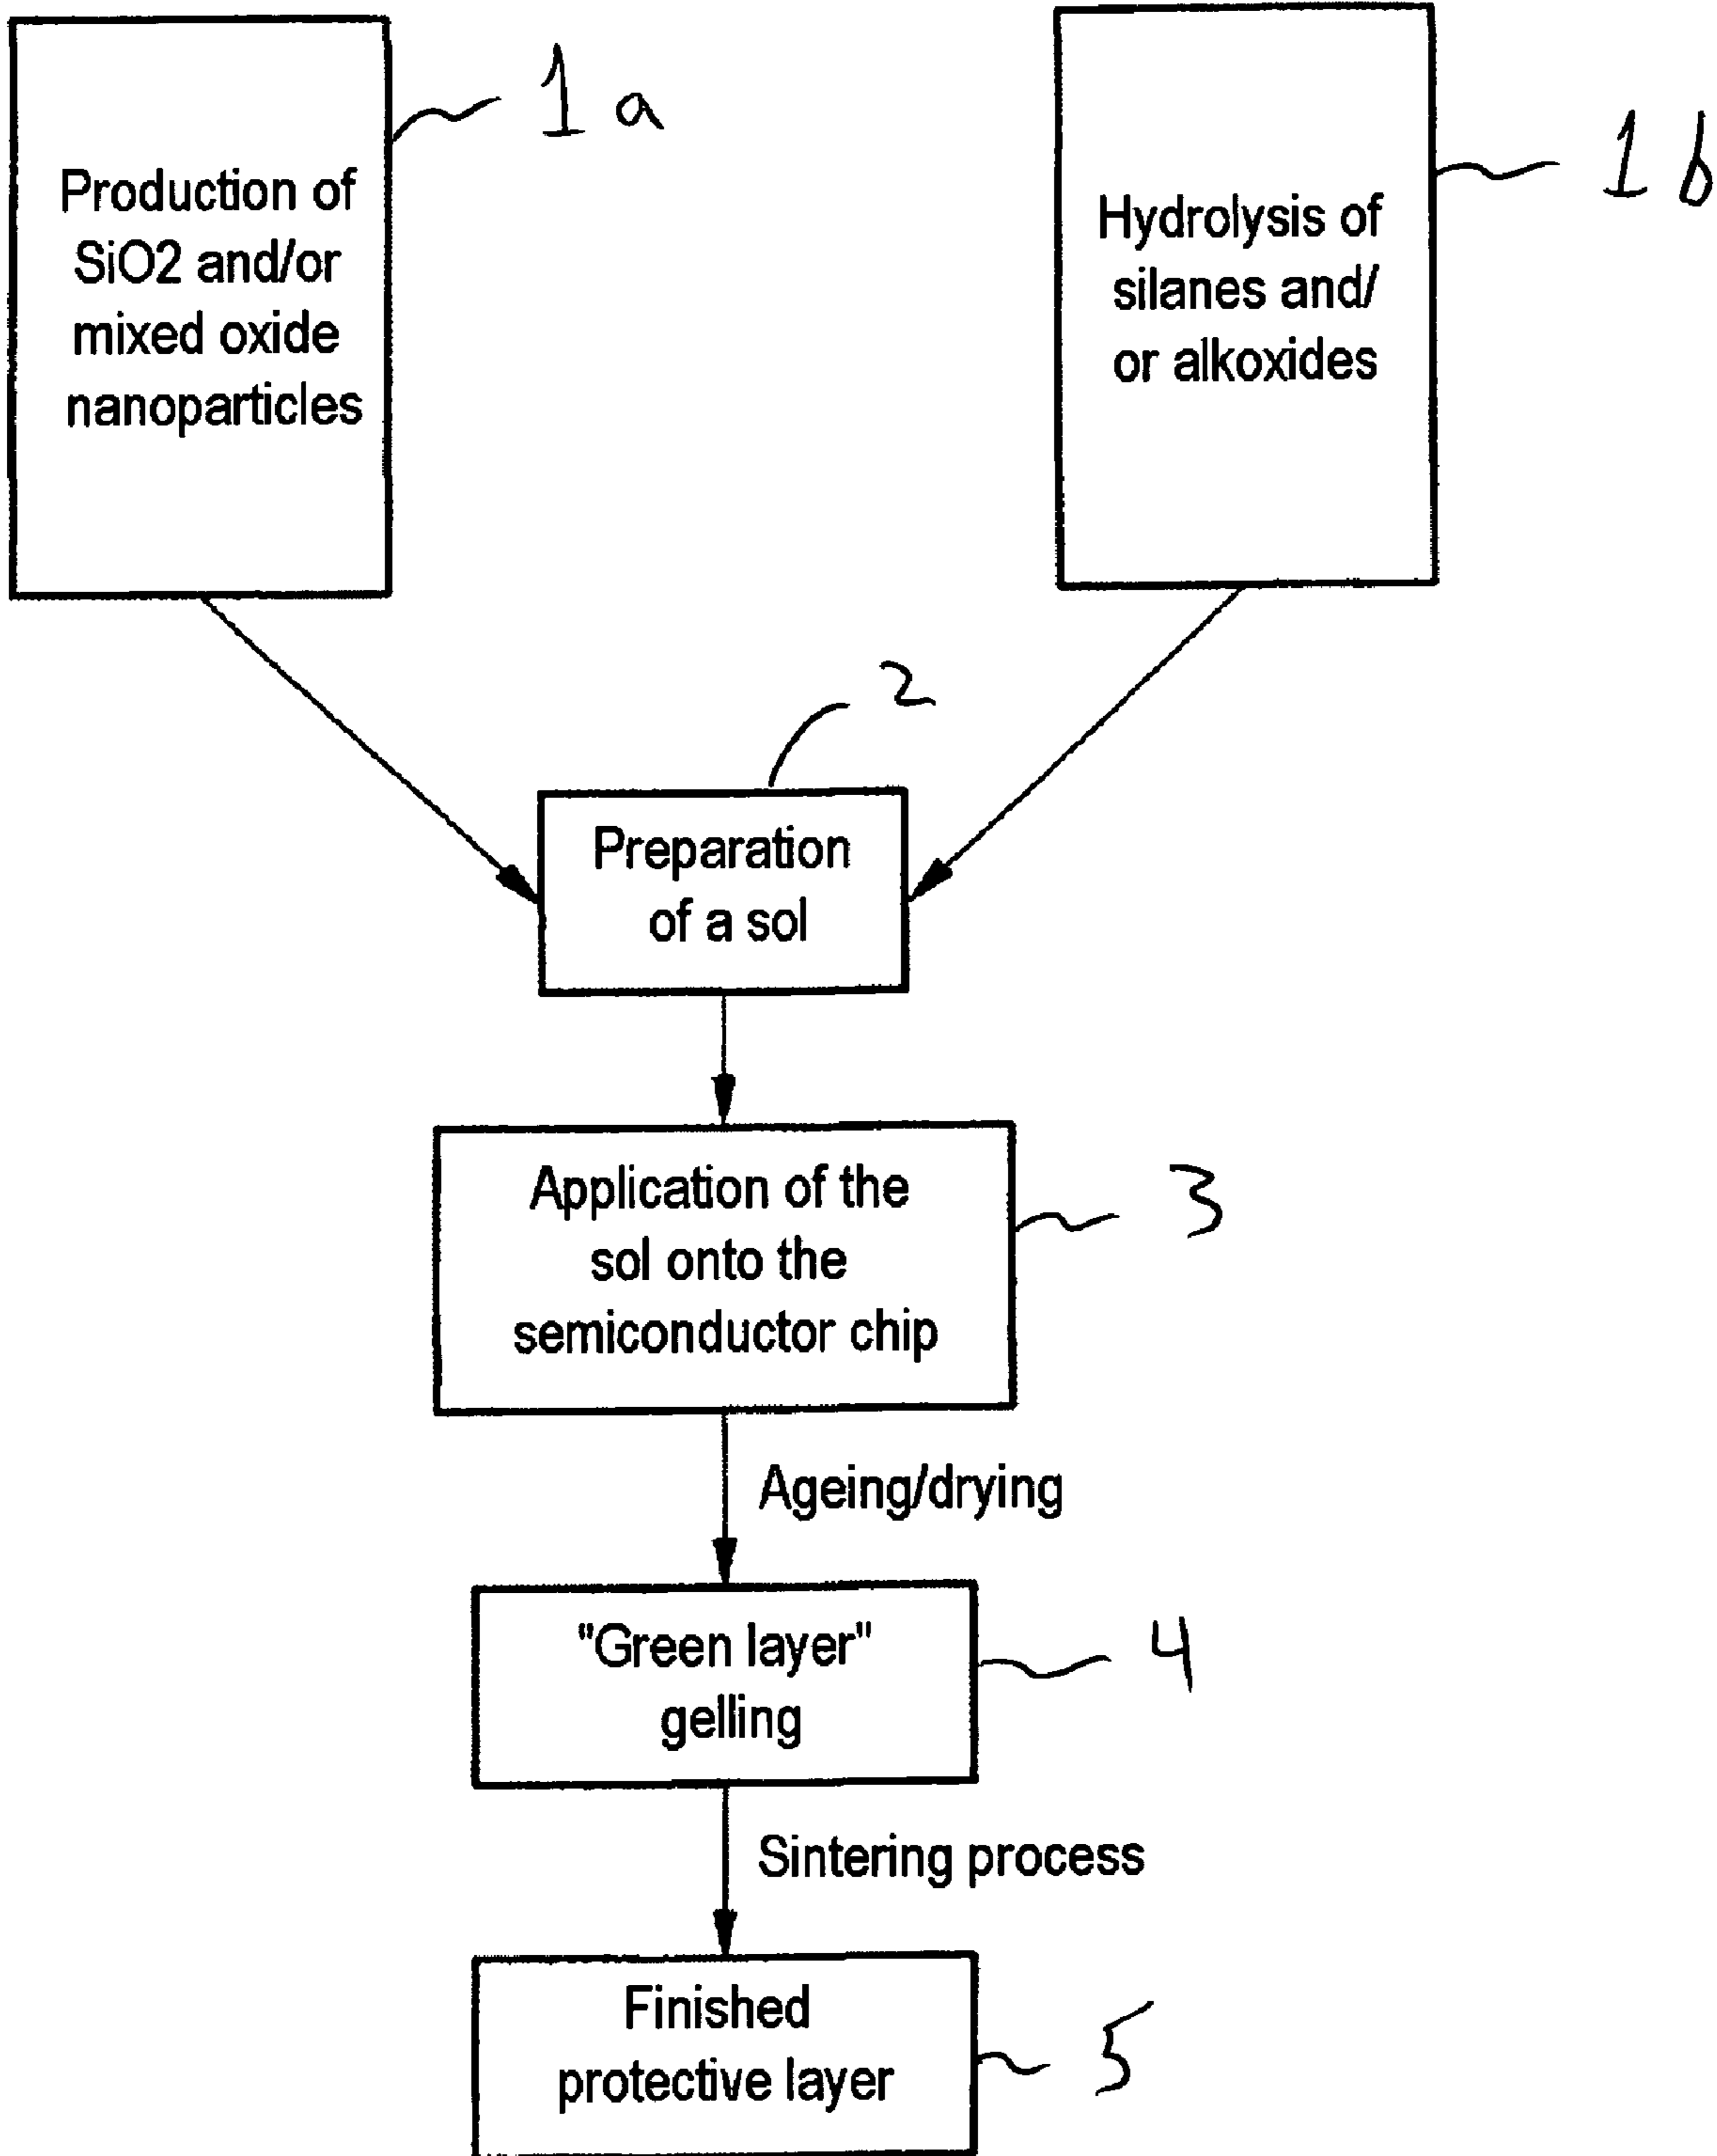 1a
Production of
SiO2 and/or
mixed oxide
nanoparticles
1b
Hydrolysis of
silanes and/
or alkoxides
2
Preparation
of a sol
Application of the
sol onto the
semiconductor chip
3
Ageing/drying
"Green layer"
gelling
4
Sintering process
Finished
protective layer
5